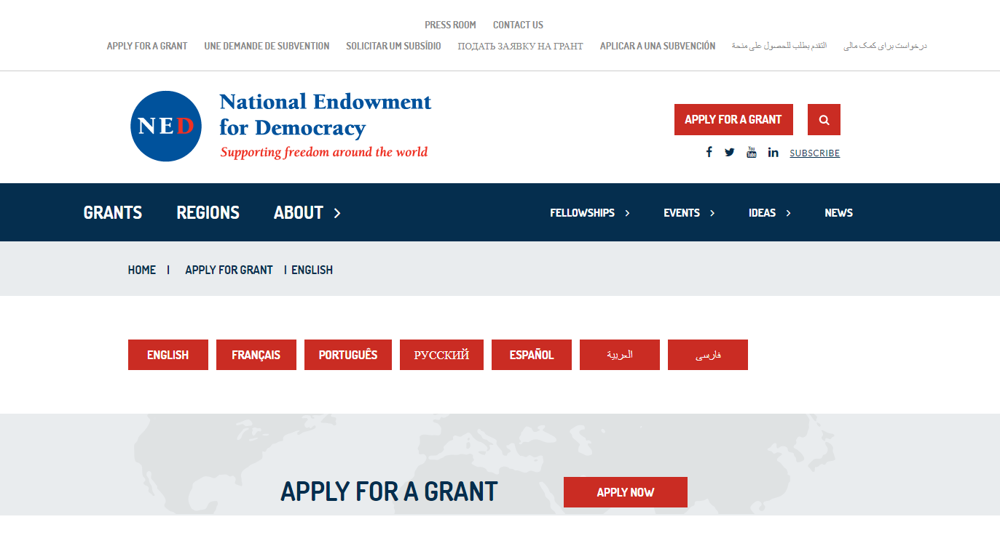 PRESS ROOM CONTACT US
APPLY FOR A GRANT UNE DEMANDE DE SUBVENTION SOLICITAR UM SUBSÍDIO ПОДАТЬ ЗАЯВКУ НА ГРАНТ APLICAR A UNA SUBVENCIÓN التقدم بطلب للحصول على منحة درخواست برای کمک مالی
NED
National Endowment
for Democracy
Supporting freedom around the world
APPLY FOR A GRANT
You Tube in SUBSCRIBE
GRANTS REGIONS ABOUT FELLOWSHIPS EVENTS IDEAS NEWS
HOME | APPLY FOR GRANT | ENGLISH
ENGLISH FRANÇAIS PORTUGUÊS РУССКИЙ ESPAÑOL العربية فارسی
APPLY FOR A GRANT APPLY NOW